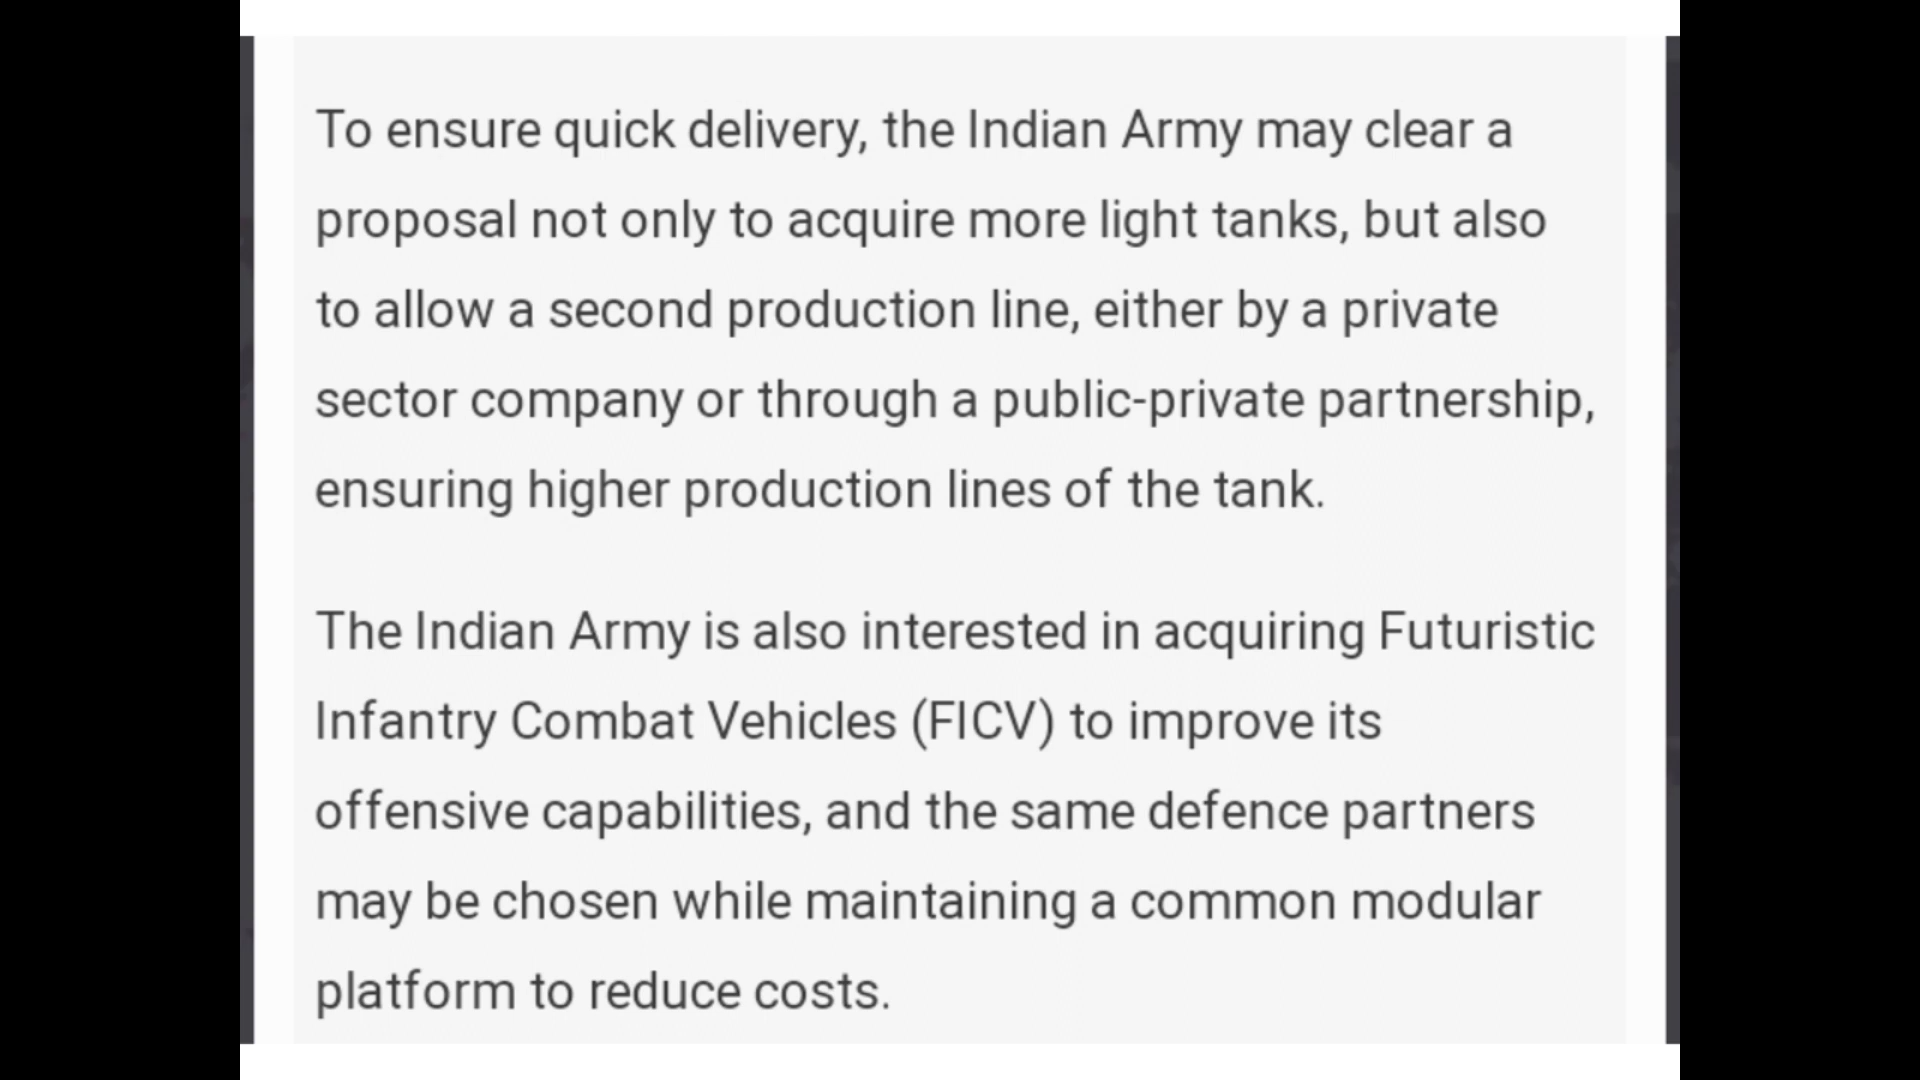 To ensure quick delivery, the Indian Army may clear a
proposal not only to acquire more light tanks, but also
to allow a second production line, either by a private
sector company or through a public-private partnership,
ensuring higher production lines of the tank.
The Indian Army is also interested in acquiring Futuristic
Infantry Combat Vehicles (FICV) to improve its
offensive capabilities, and the same defence partners
may be chosen while maintaining a common modular
platform to reduce costs.